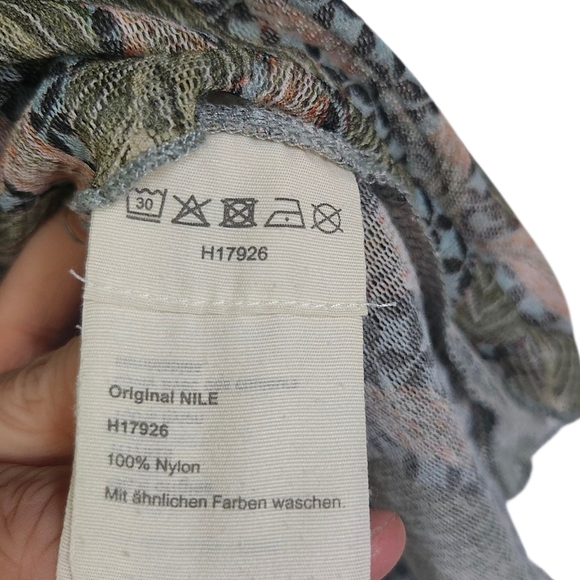 30
H17926
Original NILE
H17926
100% Nylon
Mit ähnlichen Farben waschen.